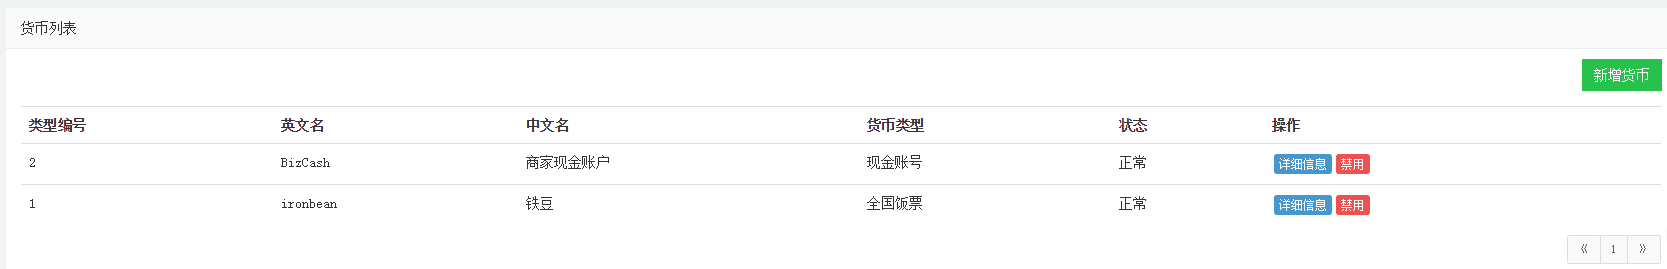 货币列表
新增货币
类型编号 英文名 中文名 货币类型 状态 操作
2 BizCash 商家现金账户 现金账号 正常 详细信息 禁用
1 ironbean 铁豆 全国饭票 正常 详细信息 禁用
《 1 》